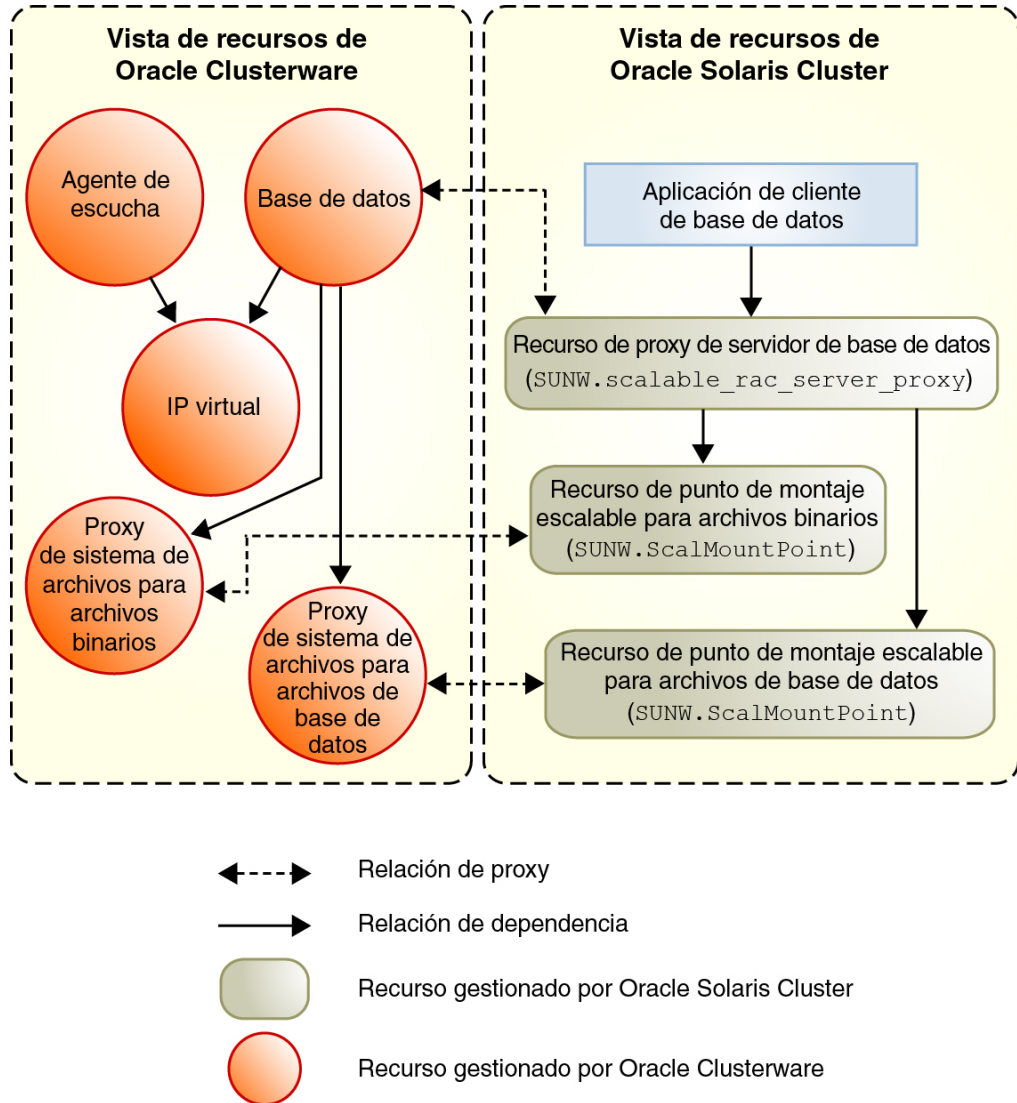 Vista de recursos de
Oracle Clusterware
Agente de
escucha
Base de datos
IP virtual
Proxy
de sistema de
archivos para
archivos
binarios
Proxy
de sistema de
archivos para
archivos de
base de
datos
Vista de recursos de
Oracle Solaris Cluster
Aplicación de cliente
de base de datos
Recurso de proxy de servidor de base de datos
(SUNW.scalable_rac_server_proxy)
Recurso de punto de montaje
escalable para archivos binarios
(SUNW.ScalMountPoint)
Recurso de punto de montaje escalable
para archivos de base de datos
(SUNW.ScalMountPoint)
Relación de proxy
Relación de dependencia
Recurso gestionado por Oracle Solaris Cluster
Recurso gestionado por Oracle Clusterware